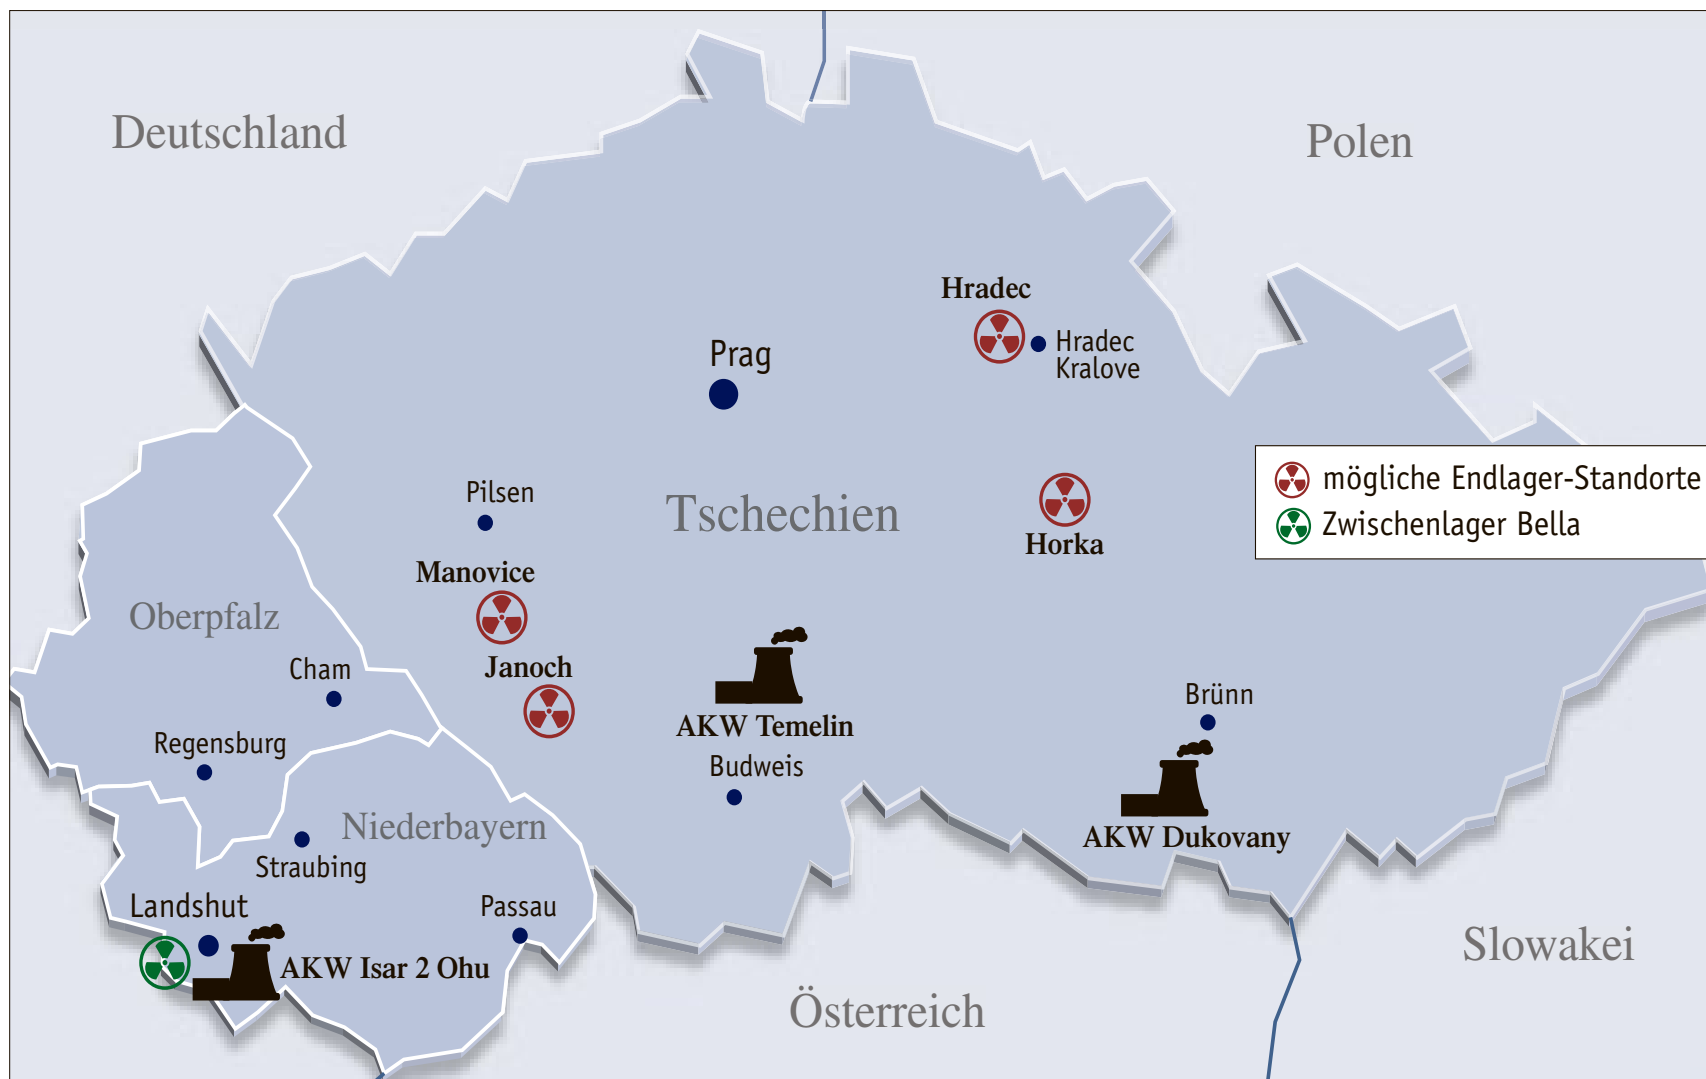 Deutschland
Polen
Hradec
Hradec
Kralove
Prag
mögliche Endlager-Standorte
Zwischenlager Bella
Pilsen
Tschechien
Horka
Manovice
Oberpfalz
Janoch
Cham
Brünn
AKW Temelin
Regensburg
Budweis
Niederbayern
AKW Dukovany
Straubing
Landshut
Passau
AKW Isar 2 Ohu
Slowakei
Österreich